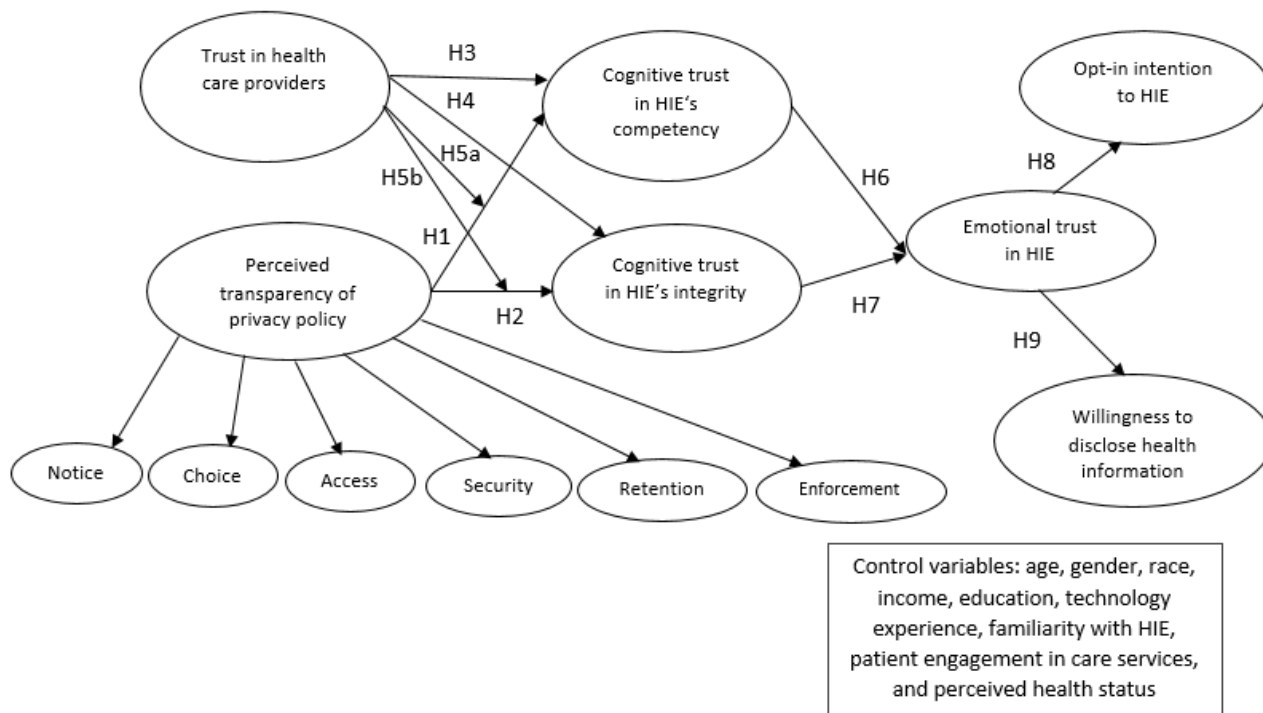 Trust in health
care providers
H3
Cognitive trust
in HIE‘s
competency
Opt-in intention
to HIE
H4
H5a
H5b
H6
H8
H1
Perceived
transparency of
privacy policy
Cognitive trust
in HIE’s integrity
Emotional trust
in HIE
H2
H7
H9
Willingness to
disclose health
information
Notice
Choice
Access
Security
Retention
Enforcement
Control variables: age, gender, race,
income, education, technology
experience, familiarity with HIE,
patient engagement in care services,
and perceived health status